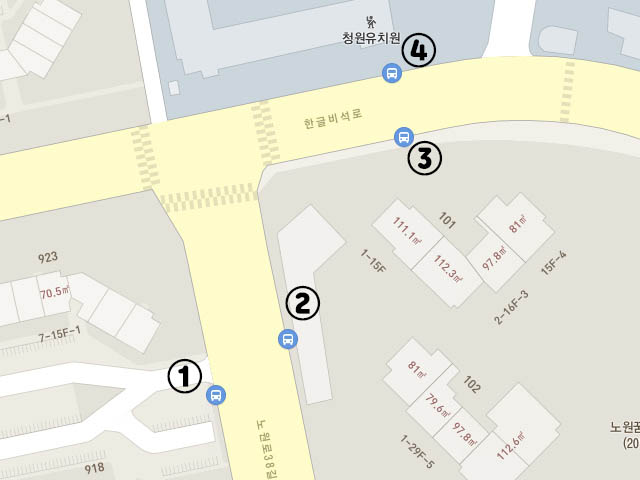 ④
청원유치원
-1
한글비석로
③
111.1㎡
101
81㎡
923
112.3㎡
97.8㎡
1-15F
15F-4
70.5㎡
2-16F-3
②
7-15F-1
①
81㎡
102
79.6㎡
노원로38길
97.8㎡
112.6㎡
노원꿈
(20
1-29F-5
918